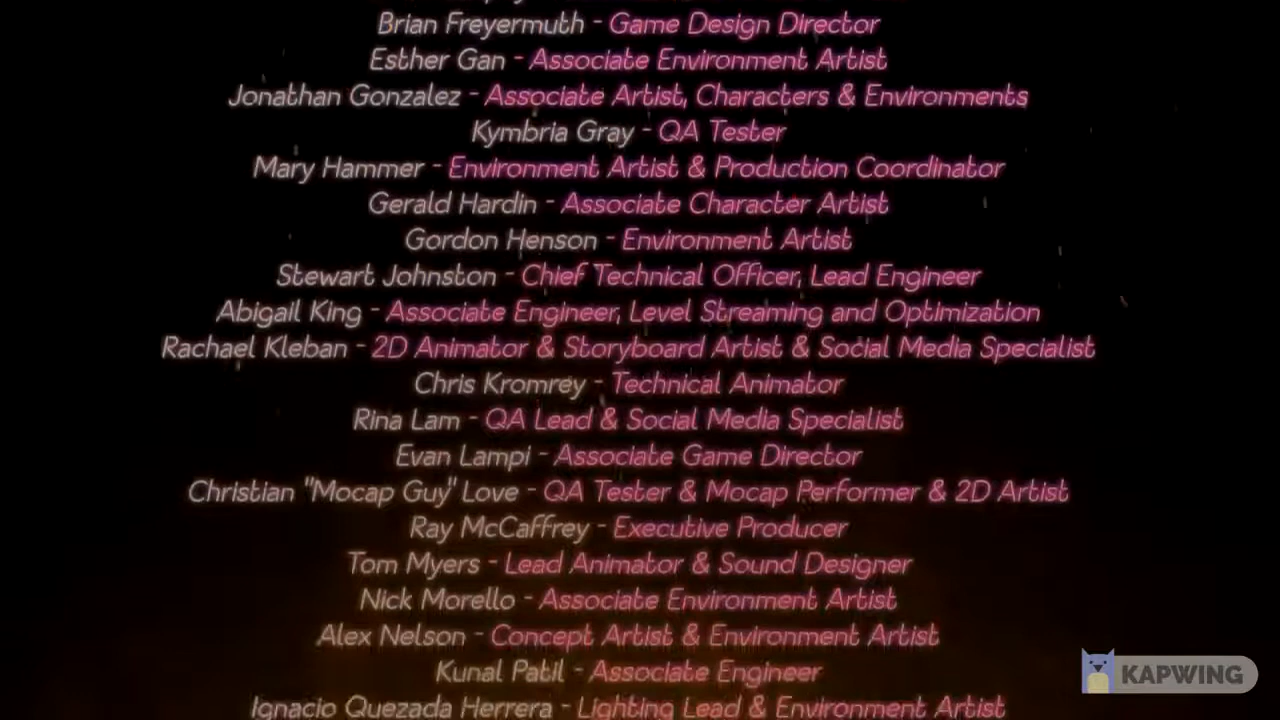 Brian Freyermuth - Game Design Director
Esther Gan - Associate Environment Artist
Jonathan Gonzalez - Associate Artist, Characters & Environments
Kymbria Gray - QA Tester
Mary Hammer - Environment Artist & Production Coordinator
Gerald Hardin - Associate Character Artist
Gordon Henson - Environment Artist
Stewart Johnston - Chief Technical Officer, Lead Engineer
Abigail King - Associate Engineer, Level Streaming and Optimization
Rachael Kleban - 2D Animator & Storyboard Artist & Social Media Specialist
Chris Kromrey - Technical Animator
Rina Lam - QA Lead & Social Media Specialist
Evan Lampi - Associate Game Director
Christian "Mocap Guy" Love - QA Tester & Mocap Performer & 2D Artist
Ray McCaffrey - Executive Producer
Tom Myers - Lead Animator & Sound Designer
Nick Morello - Associate Environment Artist
Alex Nelson - Concept Artist & Environment Artist
Kunal Patil - Associate Engineer
Ignacio Quezada Herrera - Lighting Lead & Environment Artist
KAPWING